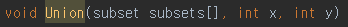 void Union(subset subsets[], int x, int y)